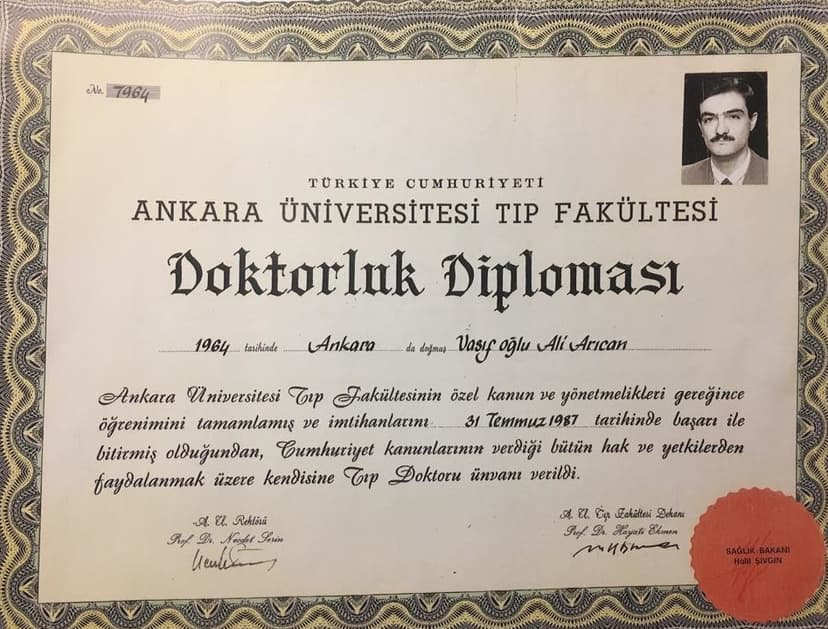 No. 7964
TÜRKİYE CUMHURİYETİ
ANKARA ÜNİVERSİTESİ TIP FAKÜLTESİ
Doktorluk Diploması
1964 tarihinde Ankara da doğmuş Vasıf oğlu Ali Arıcan
Ankara Üniversitesi Tıp Fakültesinin özel kanun ve yönetmelikleri gereğince
öğrenimini tamamlamış ve imtihanlarını 31 Temmuz 1987 tarihinde başarı ile
bitirmiş olduğundan, Cumhuriyet kanunlarının verdiği bütün hak ve yetkilerden
faydalanmak üzere kendisine Tıp Doktoru ünvanı verildi.
A. Ü. Rektörü
Prof. Dr. Necdet Serin
A. Ü. Tıp Fakültesi Dekanı
Prof. Dr. Hayati Ekmen
SAĞLIK BAKANI
Halil ŞIVGIN